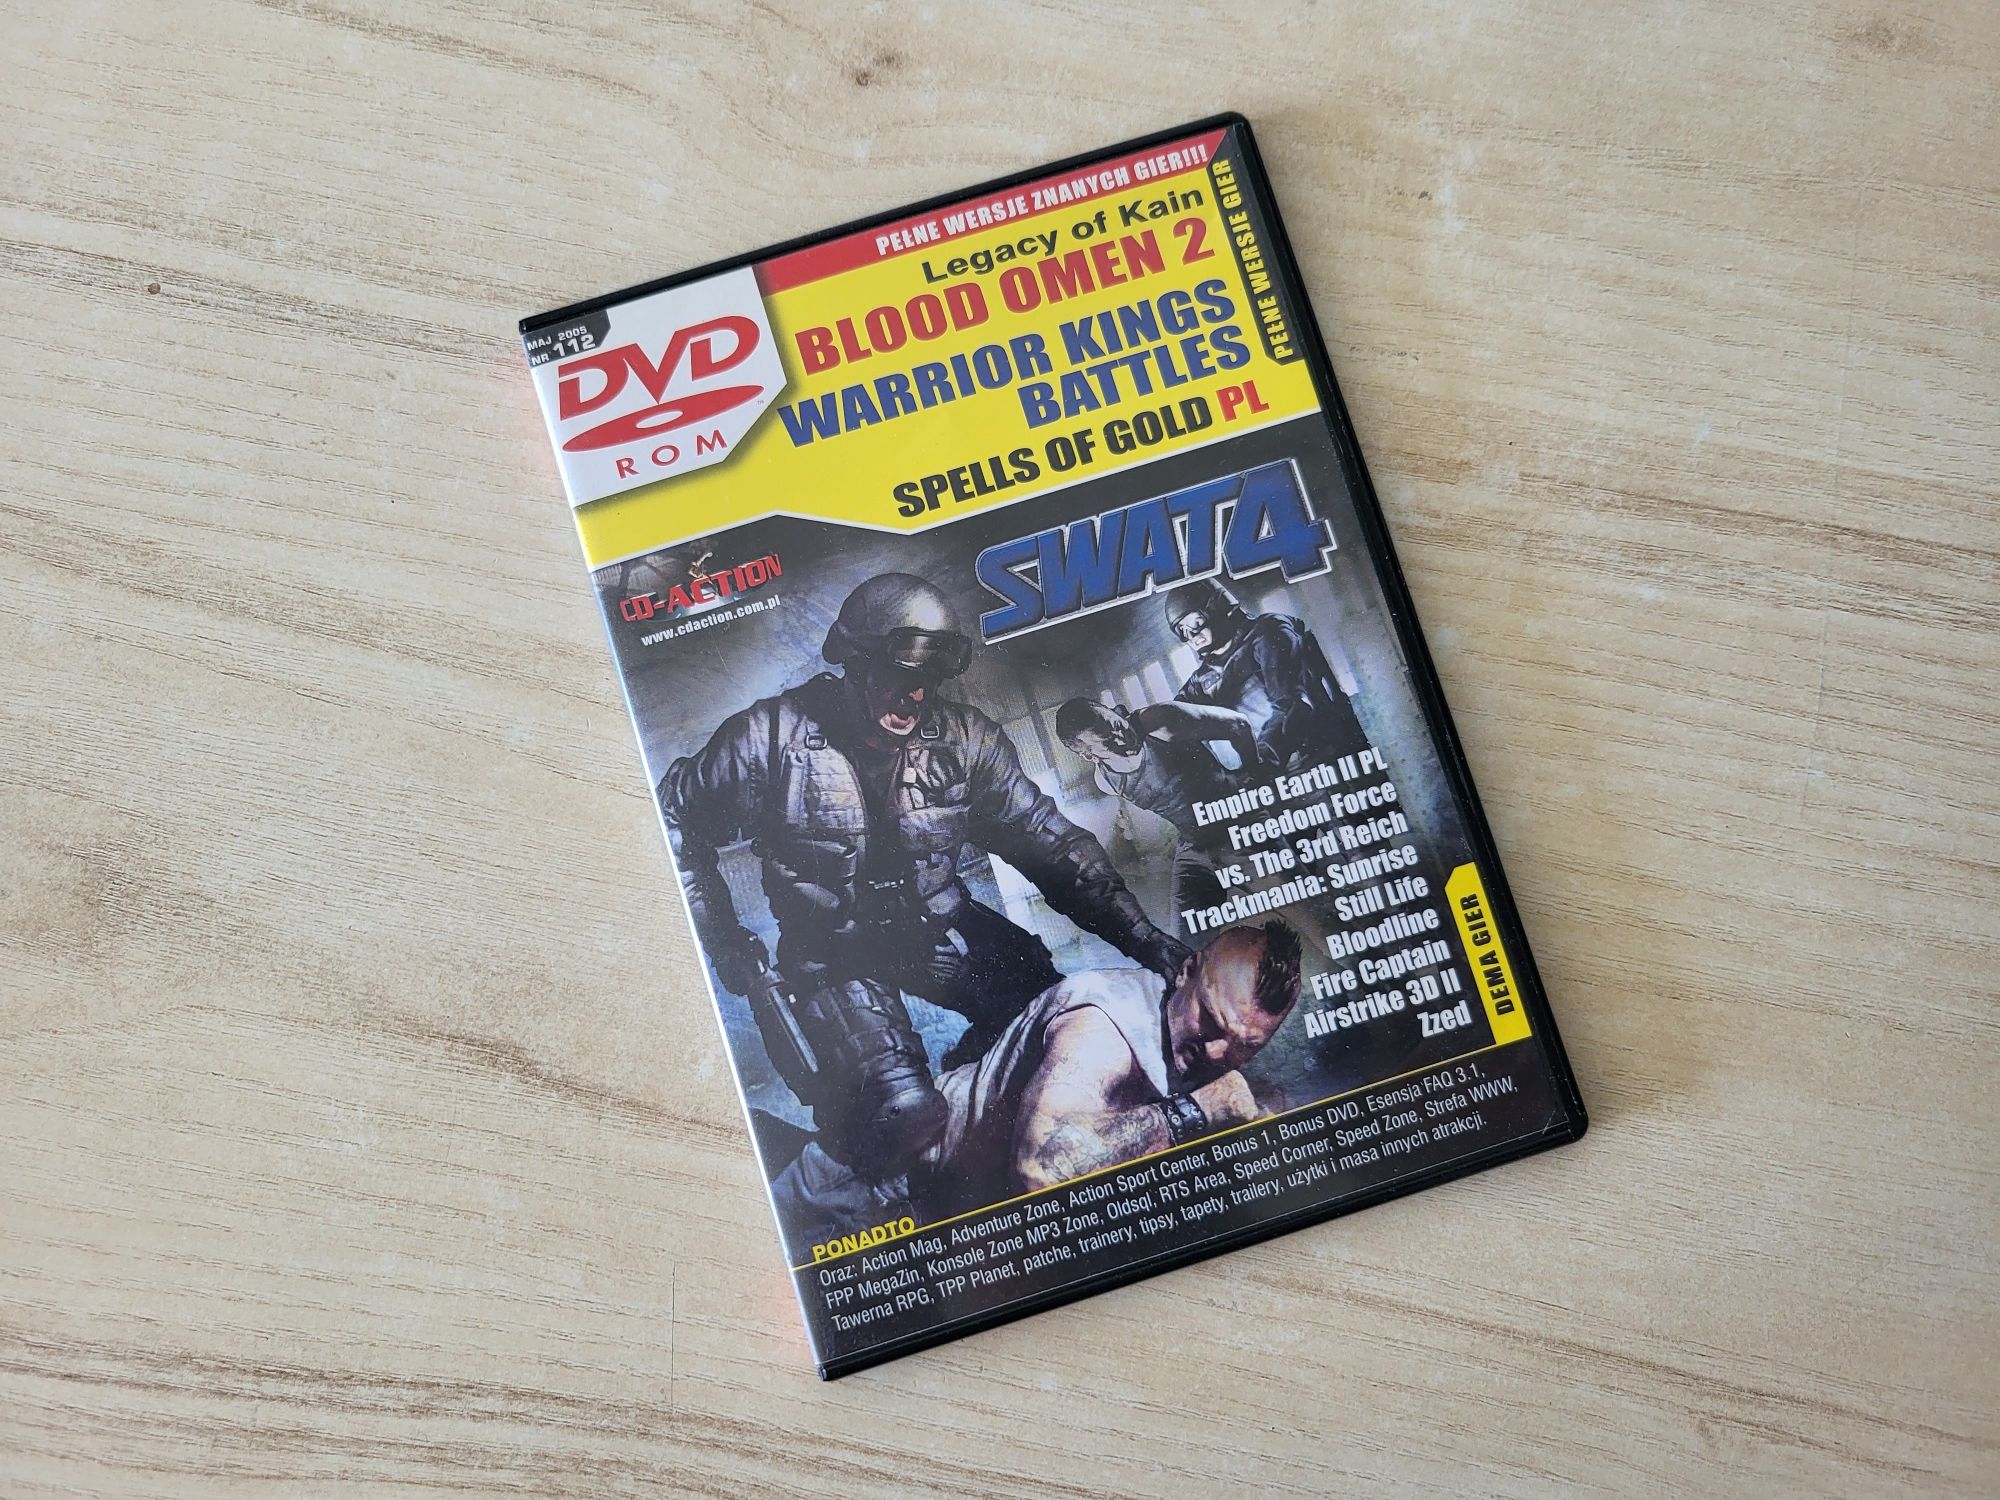 PEŁNE WERSJE ZNANYCH GIER!!!
PEŁNE WERSJE GIER
MAJ 2005
NR 112
DVD
ROM
Legacy of Kain
BLOOD OMEN 2
WARRIOR KINGS
BATTLES
SPELLS OF GOLD PL
CD-ACTION
www.cdaction.com.pl
SWAT 4
Empire Earth II PL
Freedom Force
vs. The 3rd Reich
Trackmania: Sunrise
Still Life
Bloodline
Fire Captain
Airstrike 3D II
Zzed
DEMA GIER
PONADTO
Oraz: Action Mag, Adventure Zone, Action Sport Center, Bonus 1, Bonus DVD, Esensja FAQ 3.1,
FPP MegaZin, Konsole Zone MP3 Zone, Oldsql, RTS Area, Speed Corner, Speed Zone, Strefa WWW,
Tawerna RPG, TPP Planet, patche, trainery, tipsy, tapety, trailery, użytki i masa innych atrakcji.